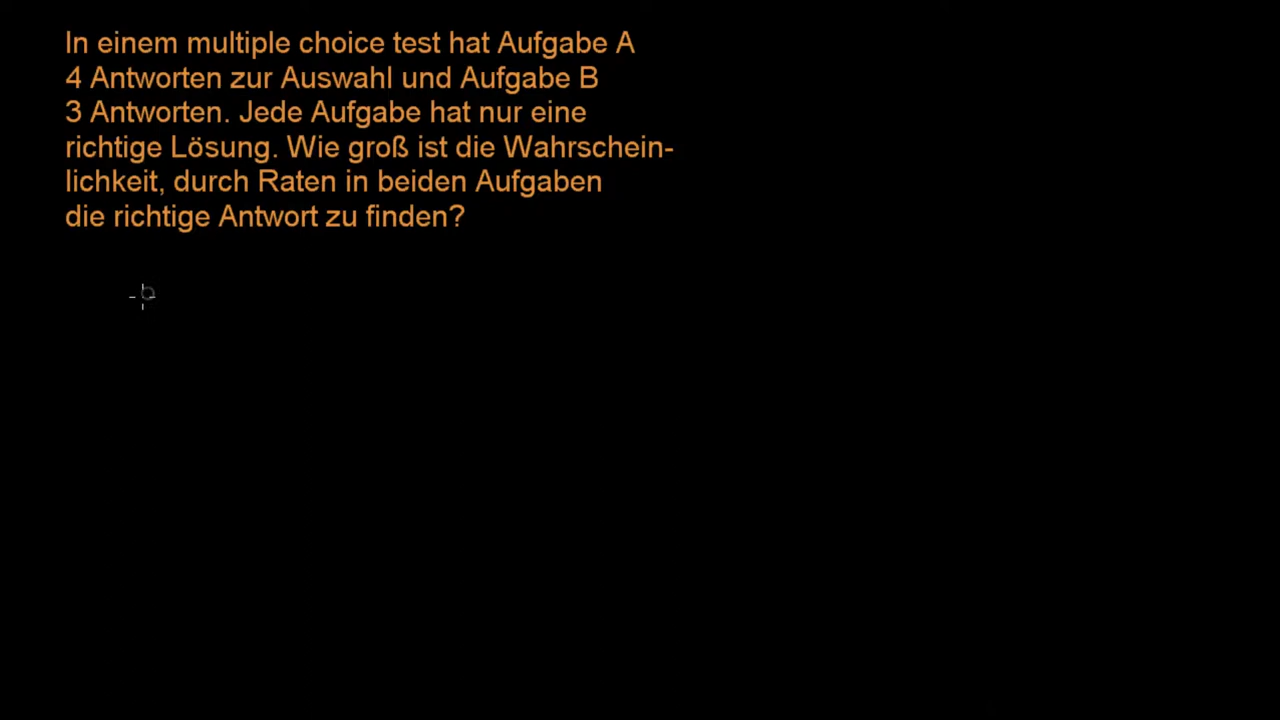 In einem multiple choice test hat Aufgabe A
4 Antworten zur Auswahl und Aufgabe B
3 Antworten. Jede Aufgabe hat nur eine
richtige Lösung. Wie groß ist die Wahrschein-
lichkeit, durch Raten in beiden Aufgaben
die richtige Antwort zu finden?